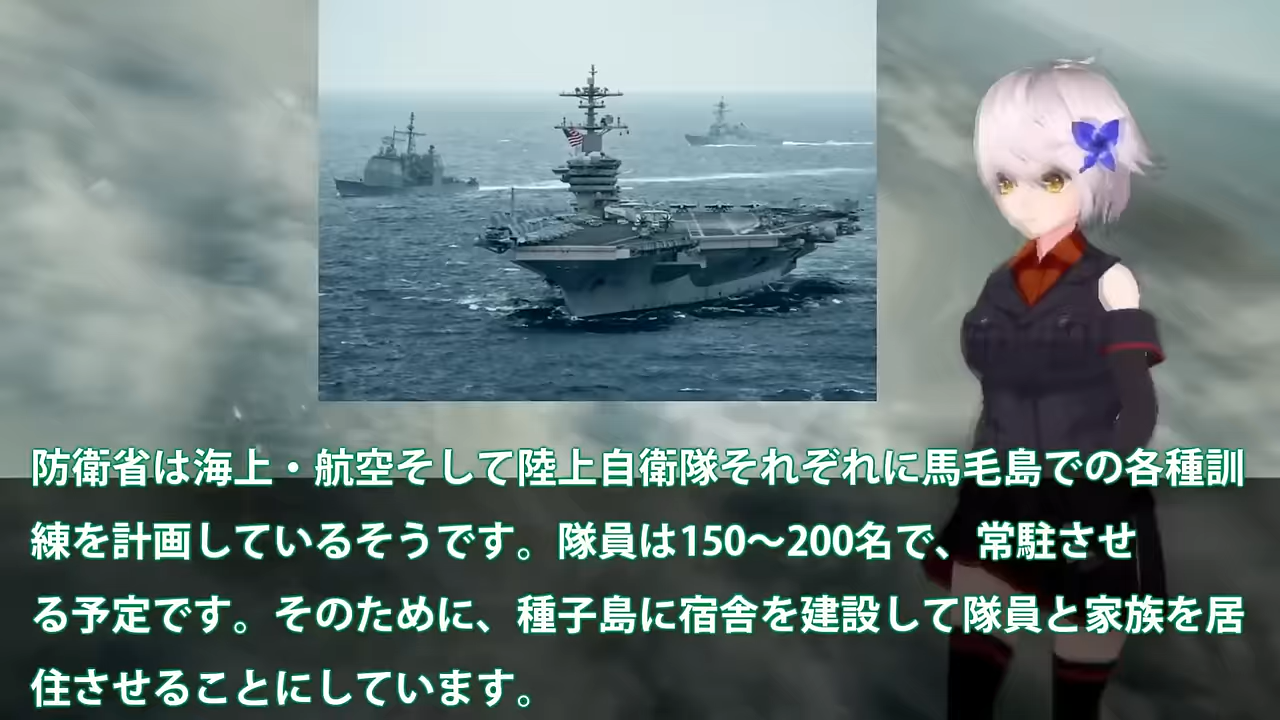 防衛省は海上・航空そして陸上自衛隊それぞれに馬毛島での各種訓
練を計画しているそうです。隊員は150〜200名で、常駐させ
る予定です。そのために、種子島に宿舎を建設して隊員と家族を居
住させることにしています。